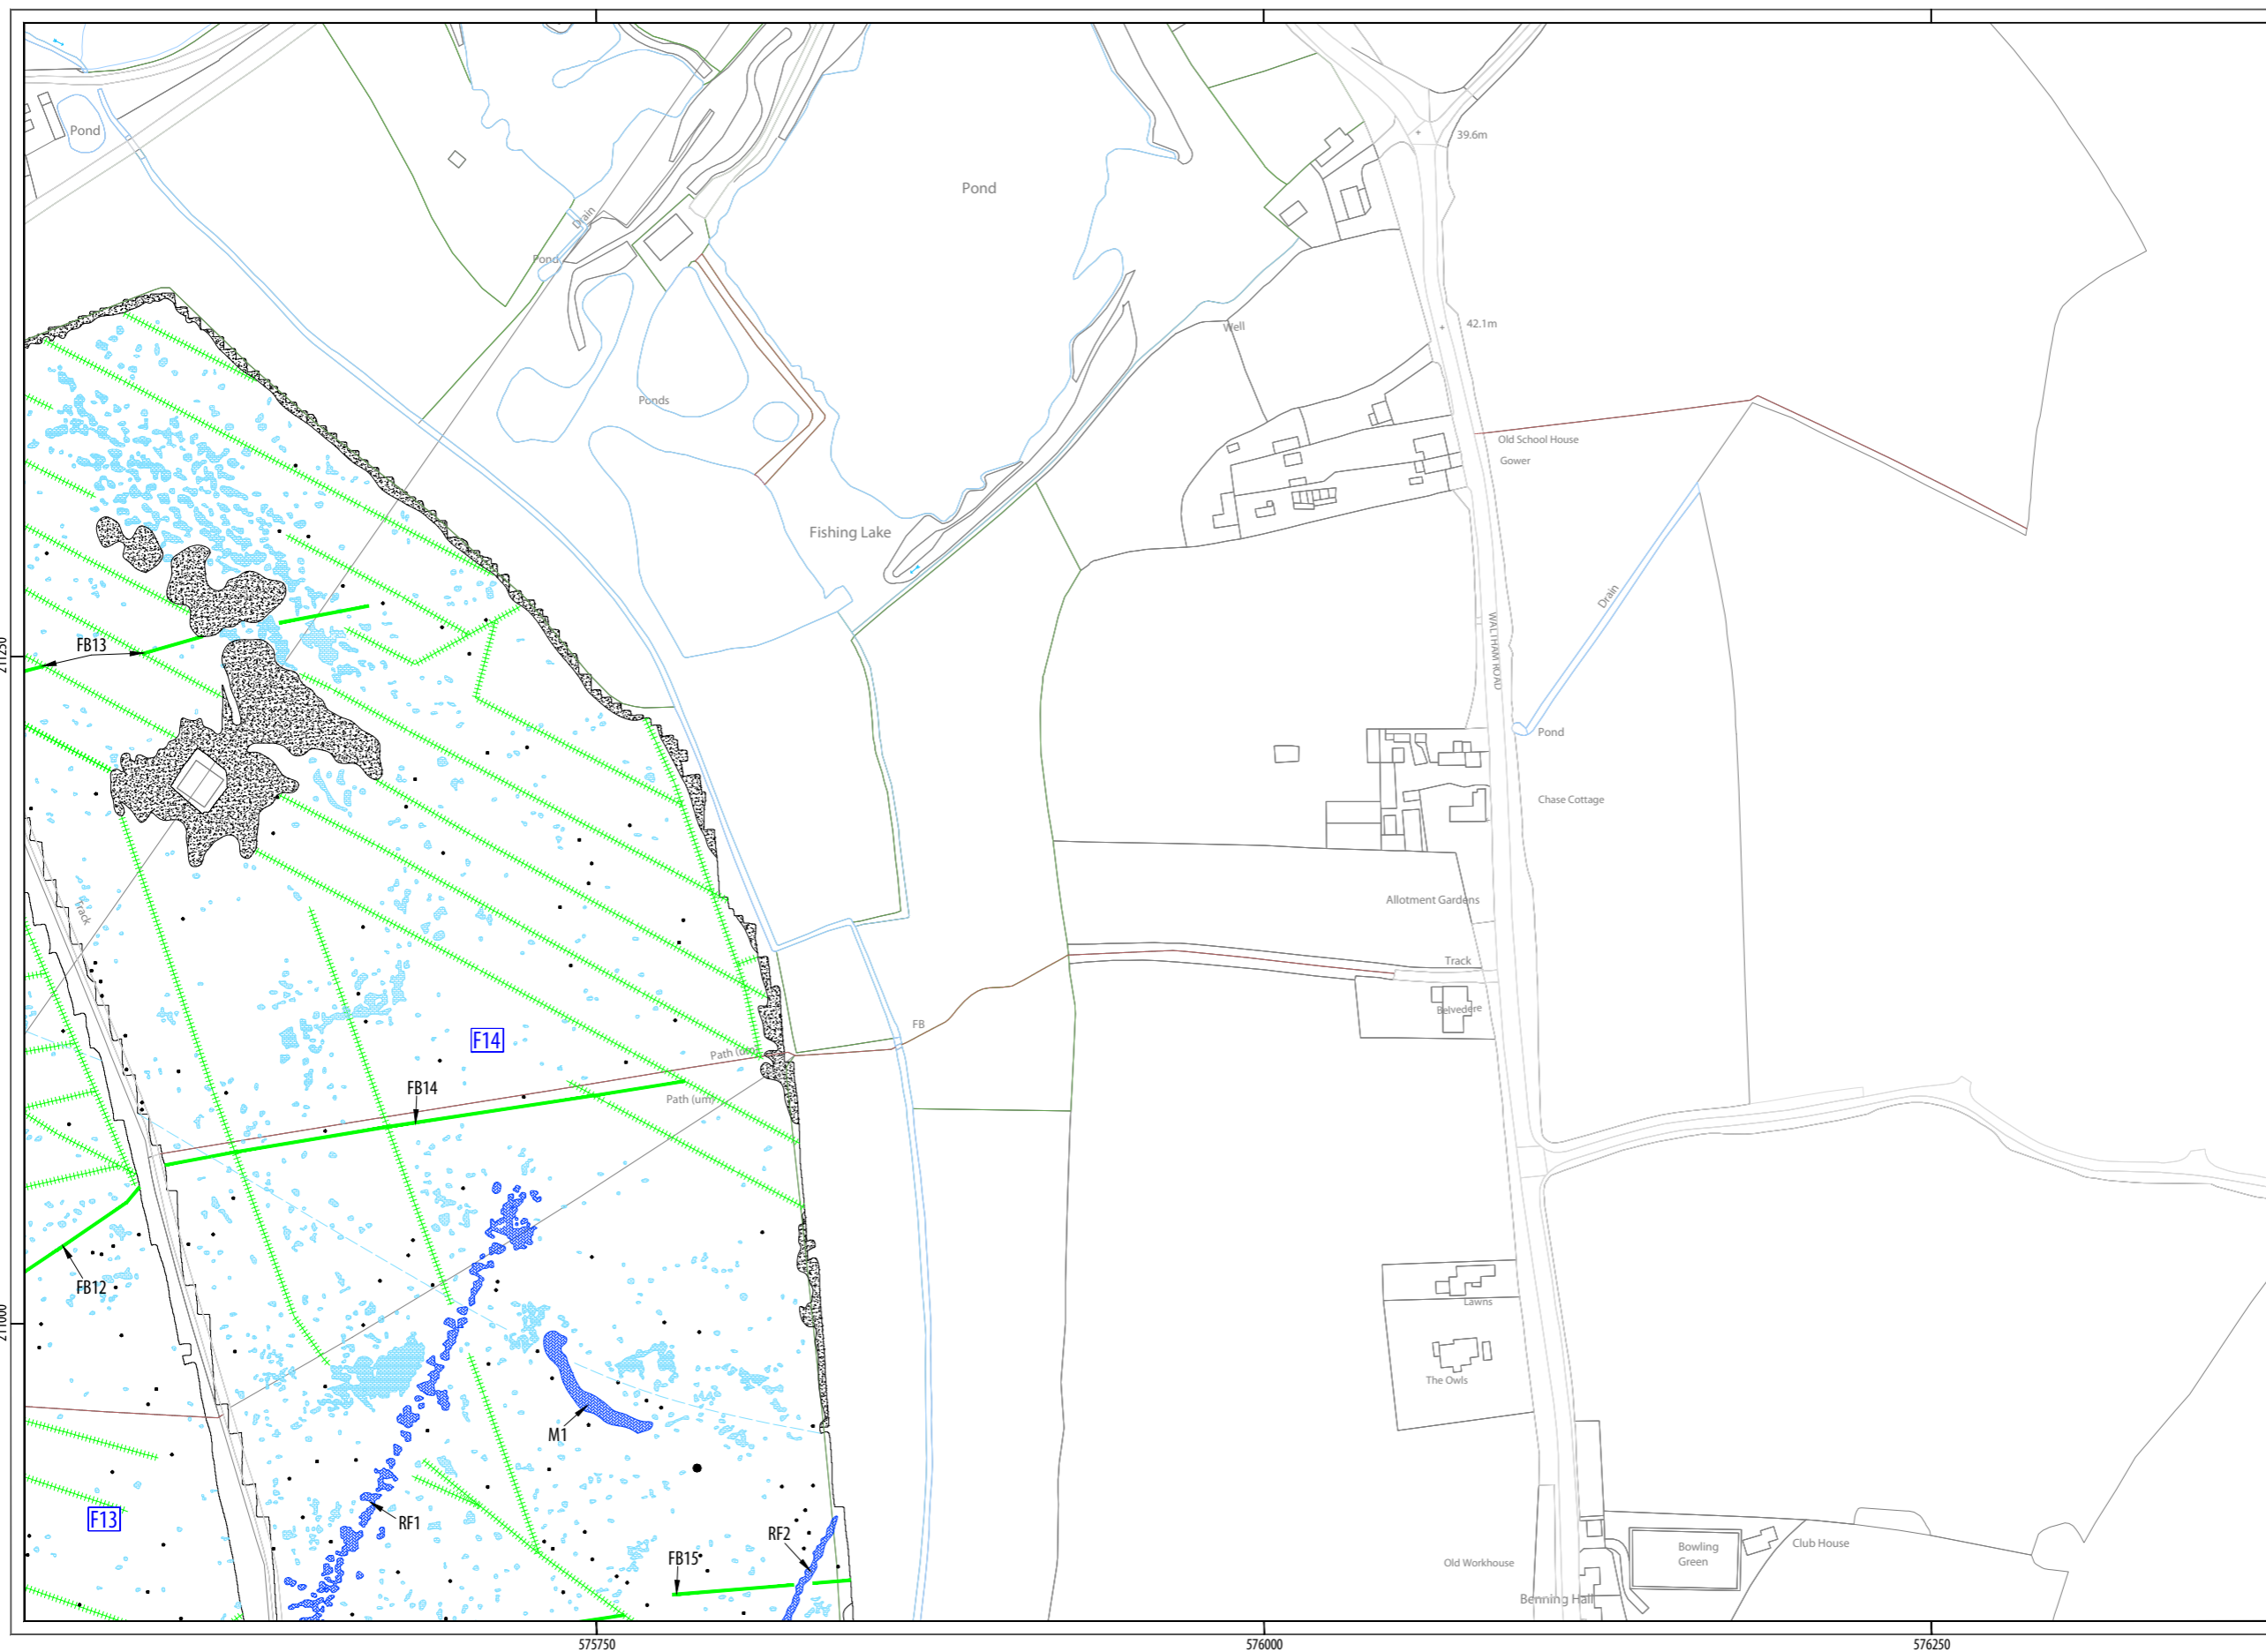 39.6m
Pond
Pond
Drain
Pond
42.1m
Well
Ponds
Old School House
Gower
Fishing Lake
Drain
WALTHAM ROAD
211250
FB13
Pond
Chase Cottage
Allotment Gardens
Track
Track
Belvedere
FB
F14
Path (um)
FB14
Path (um)
FB12
Lawns
211000
The Owls
M1
F13
RF1
RF2
FB15
Bowling
Green
Club House
Old Workhouse
Benning Hall
575750
576000
576250